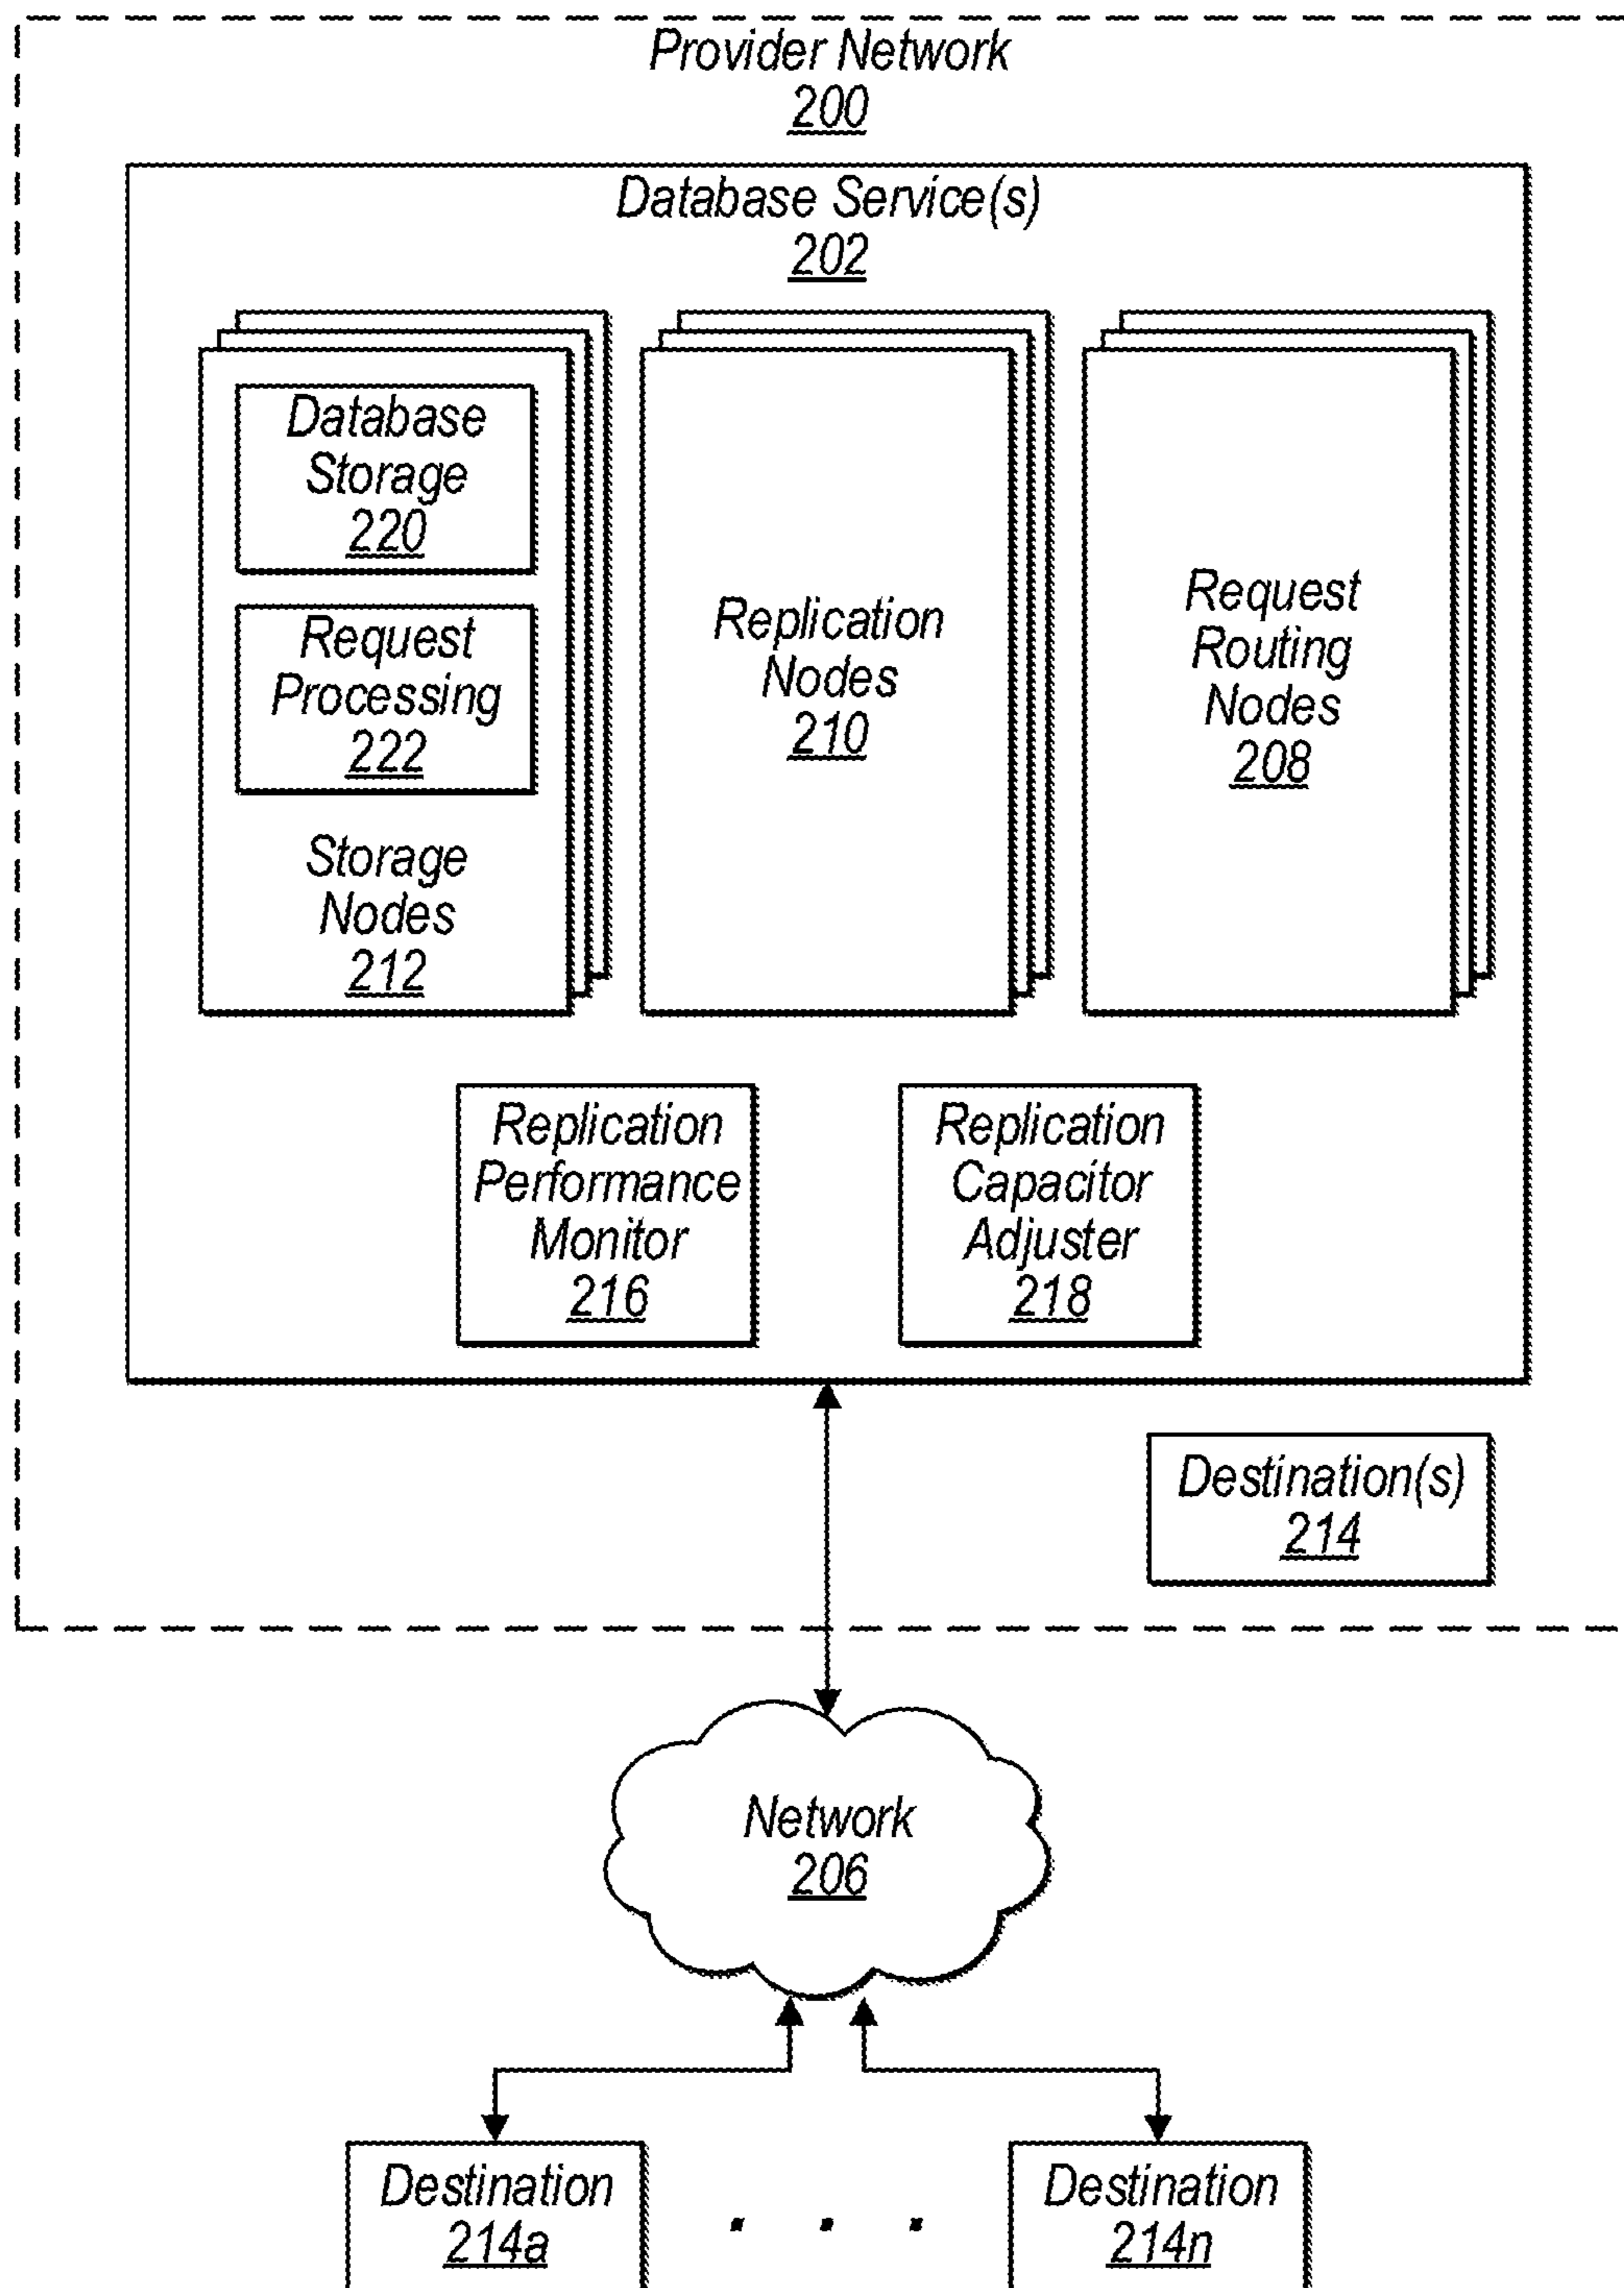 Provider Network
200
Database Service(s)
202
Database
Storage
220
Request
Processing
222
Storage
Nodes
212
Replication
Nodes
210
Request
Routing
Nodes
208
Replication
Performance
Monitor
216
Replication
Capacitor
Adjuster
218
Destination(s)
214
Network
206
Destination
214a
. . .
Destination
214n